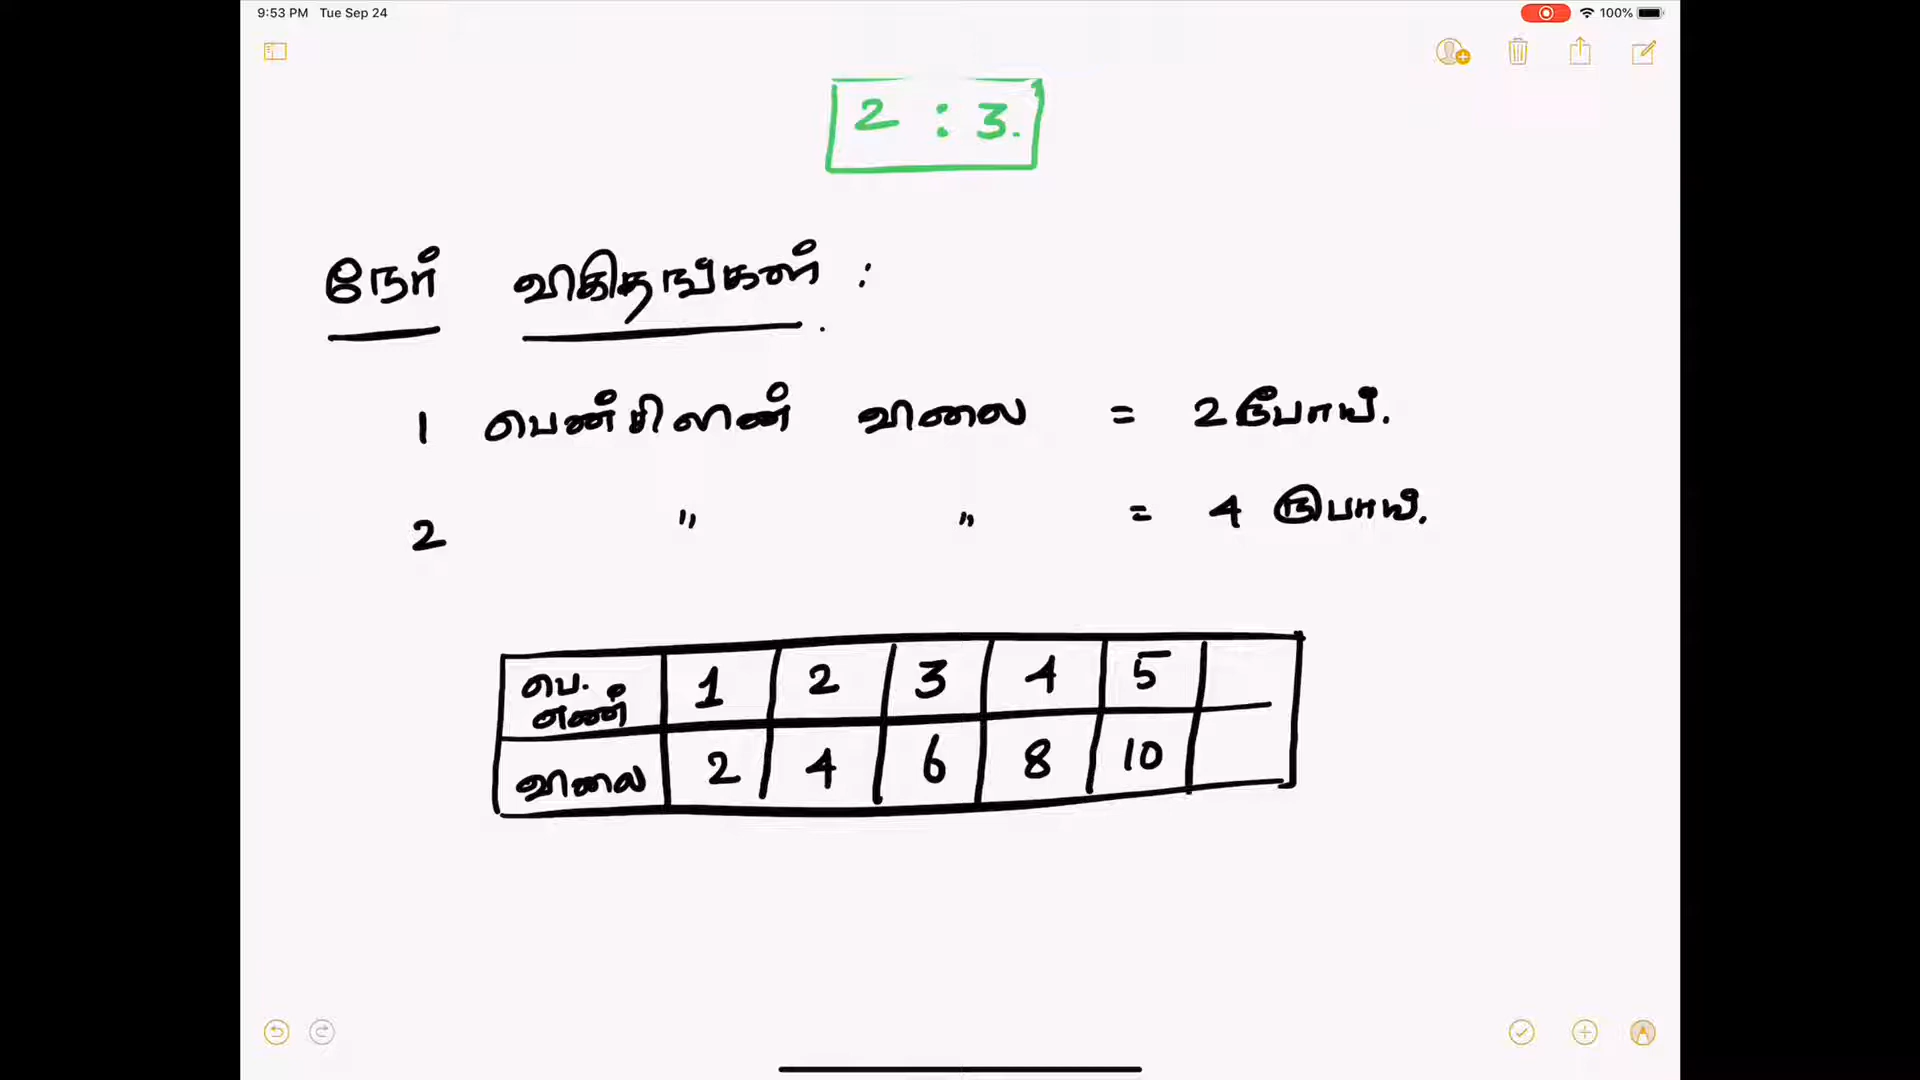 9:53 PM Tue Sep 24
100%
2 : 3.
நேர் விகிதங்கள் :
1 பென்சிலின் விலை = 2 ரூபாய்.
2 " " = 4 ரூபாய்.
பெ. எண் 1 2 3 4 5
விலை 2 4 6 8 10